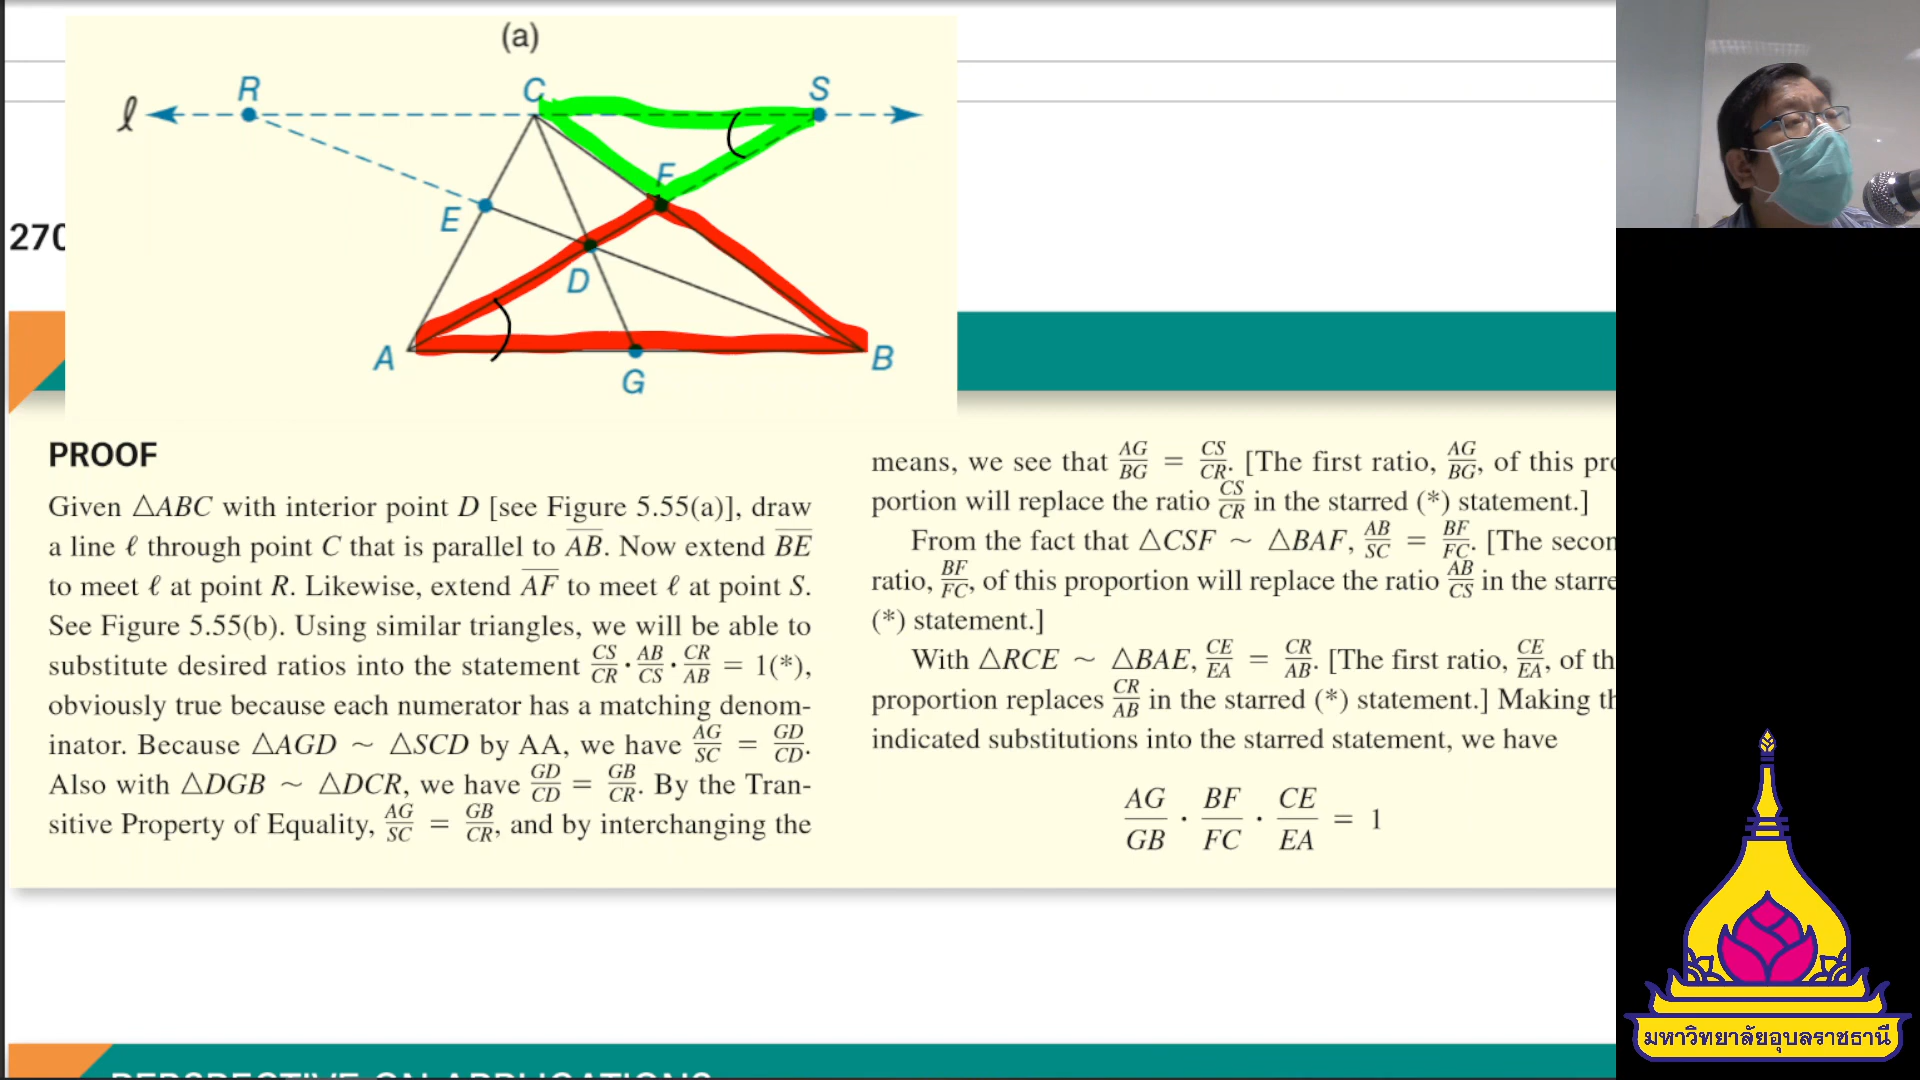 (a)
ℓ R C S
E F
D
A G B
270
PROOF
Given △ABC with interior point D [see Figure 5.55(a)], draw
a line ℓ through point C that is parallel to A̅B̅. Now extend B̅E̅
to meet ℓ at point R. Likewise, extend A̅F̅ to meet ℓ at point S.
See Figure 5.55(b). Using similar triangles, we will be able to
substitute desired ratios into the statement CS/CR · AB/CS · CR/AB = 1(*),
obviously true because each numerator has a matching denom-
inator. Because △AGD ~ △SCD by AA, we have AG/SC = GD/CD.
Also with △DGB ~ △DCR, we have GD/CD = GB/CR. By the Tran-
sitive Property of Equality, AG/SC = GB/CR, and by interchanging the
means, we see that AG/BG = CS/CR. [The first ratio, AG/BG, of this pro
portion will replace the ratio CS/CR in the starred (*) statement.]
From the fact that △CSF ~ △BAF, AB/SC = BF/FC. [The secon
ratio, BF/FC, of this proportion will replace the ratio AB/CS in the starre
(*) statement.]
With △RCE ~ △BAE, CE/EA = CR/AB. [The first ratio, CE/EA, of th
proportion replaces CR/AB in the starred (*) statement.] Making th
indicated substitutions into the starred statement, we have
AG/GB · BF/FC · CE/EA = 1
PERSPECTIVE ON APPLICATIONS
มหาวิทยาลัยอุบลราชธานี